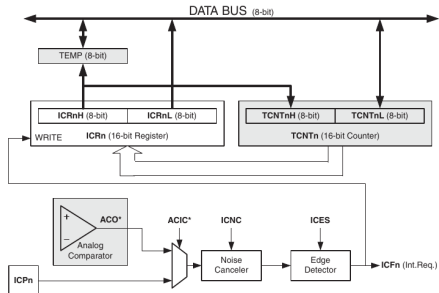 DATA BUS (8-bit)
TEMP (8-bit)
ICRnH (8-bit) ICRnL (8-bit) TCNTnH (8-bit) TCNTnL (8-bit)
WRITE ICRn (16-bit Register) TCNTn (16-bit Counter)
+ ACO* ACIC* ICNC ICES
−
Analog
Comparator
Noise
Canceler
Edge
Detector
ICFn (Int.Req.)
ICPn